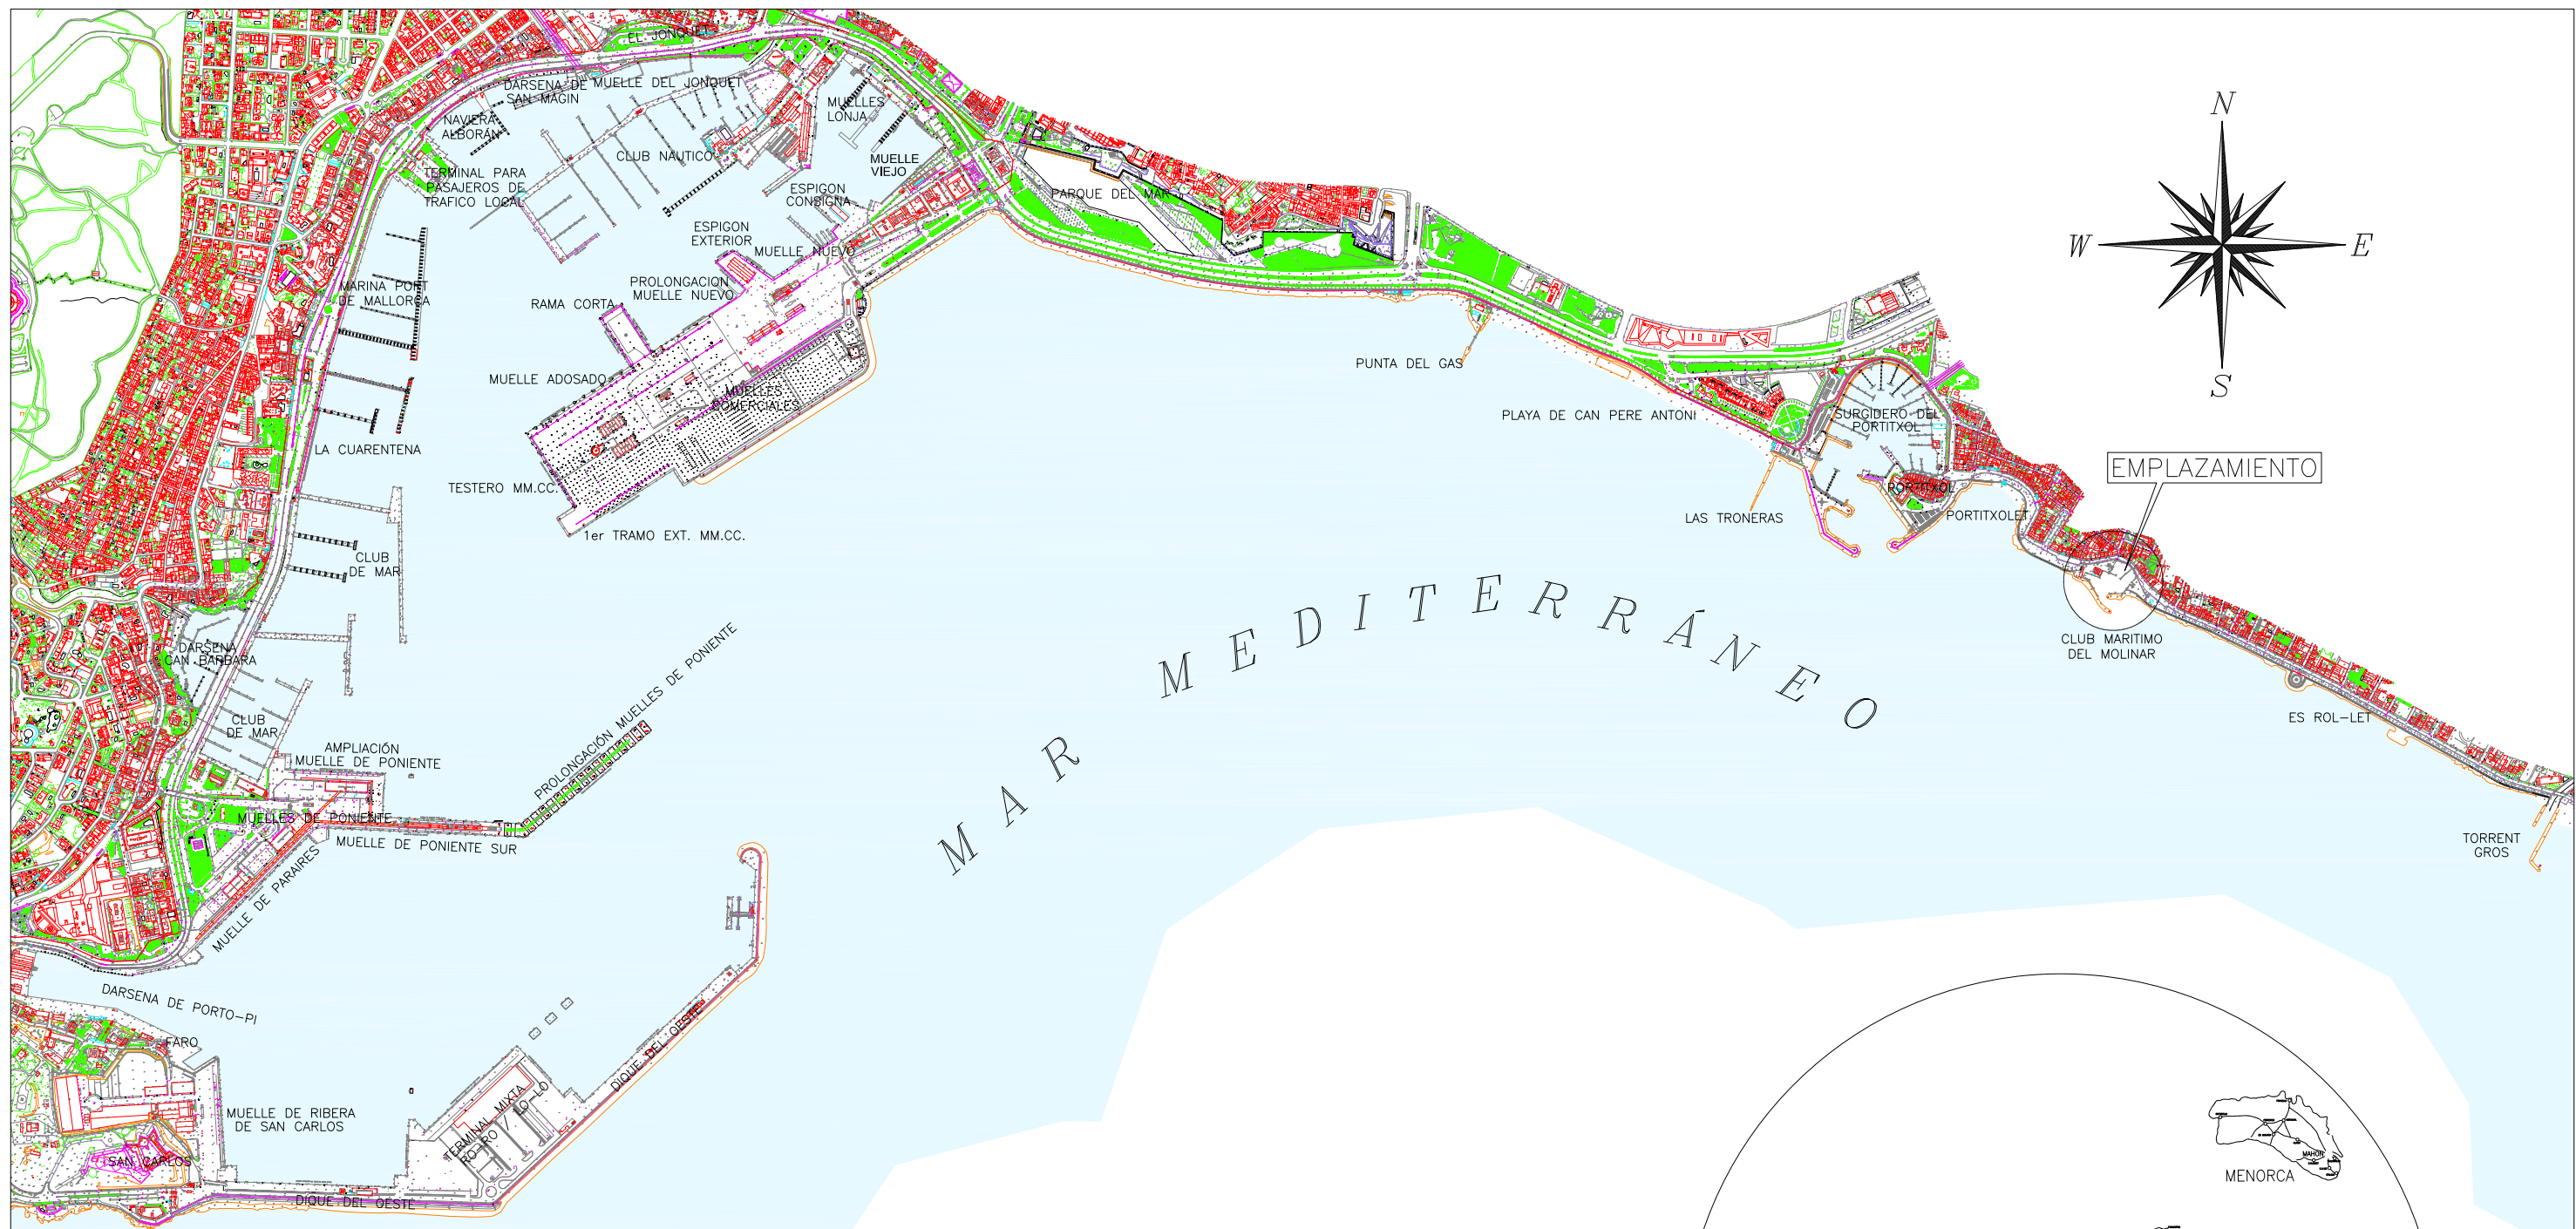 EL JONQUET
DARSENA DE
SAN MAGIN
MUELLE DEL JONQUET
NAVIERA
ALBORÁN
MUELLES
LONJA
CLUB NAUTICO
MUELLE
VIEJO
TERMINAL PARA
PASAJEROS DE
TRAFICO LOCAL
ESPIGON
CONSIGNA
PARQUE DEL MAR
ESPIGON
EXTERIOR
MUELLE NUEVO
PROLONGACION
MUELLE NUEVO
MARINA PORT
DE MALLORCA
RAMA CORTA
MUELLE ADOSADO
MUELLES
COMERCIALES
PUNTA DEL GAS
PLAYA DE CAN PERE ANTONI
SURGIDERO DEL
PORTITXOL
LA CUARENTENA
TESTERO MM.CC.
1er TRAMO EXT. MM.CC.
LAS TRONERAS
PORTITXOL
PORTITXOLET
EMPLAZAMIENTO
N
W
E
S
CLUB
DE MAR
DARSENA
CAN BARBARA
CLUB
DE MAR
AMPLIACIÓN
MUELLE DE PONIENTE
PROLONGACIÓN MUELLES DE PONIENTE
MUELLES DE PONIENTE
MUELLE DE PONIENTE SUR
MUELLE DE PARAIRES
MAR MEDITERRÁNEO
CLUB MARITIMO
DEL MOLINAR
ES ROL-LET
TORRENT
GROS
DARSENA DE PORTO-PI
FARO
MUELLE DE RIBERA
DE SAN CARLOS
SAN CARLOS
TERMINAL MIXTA
RO-RO / LO-LO
DIQUE DEL OESTE
DIQUE DEL OESTE
MAHON
MENORCA